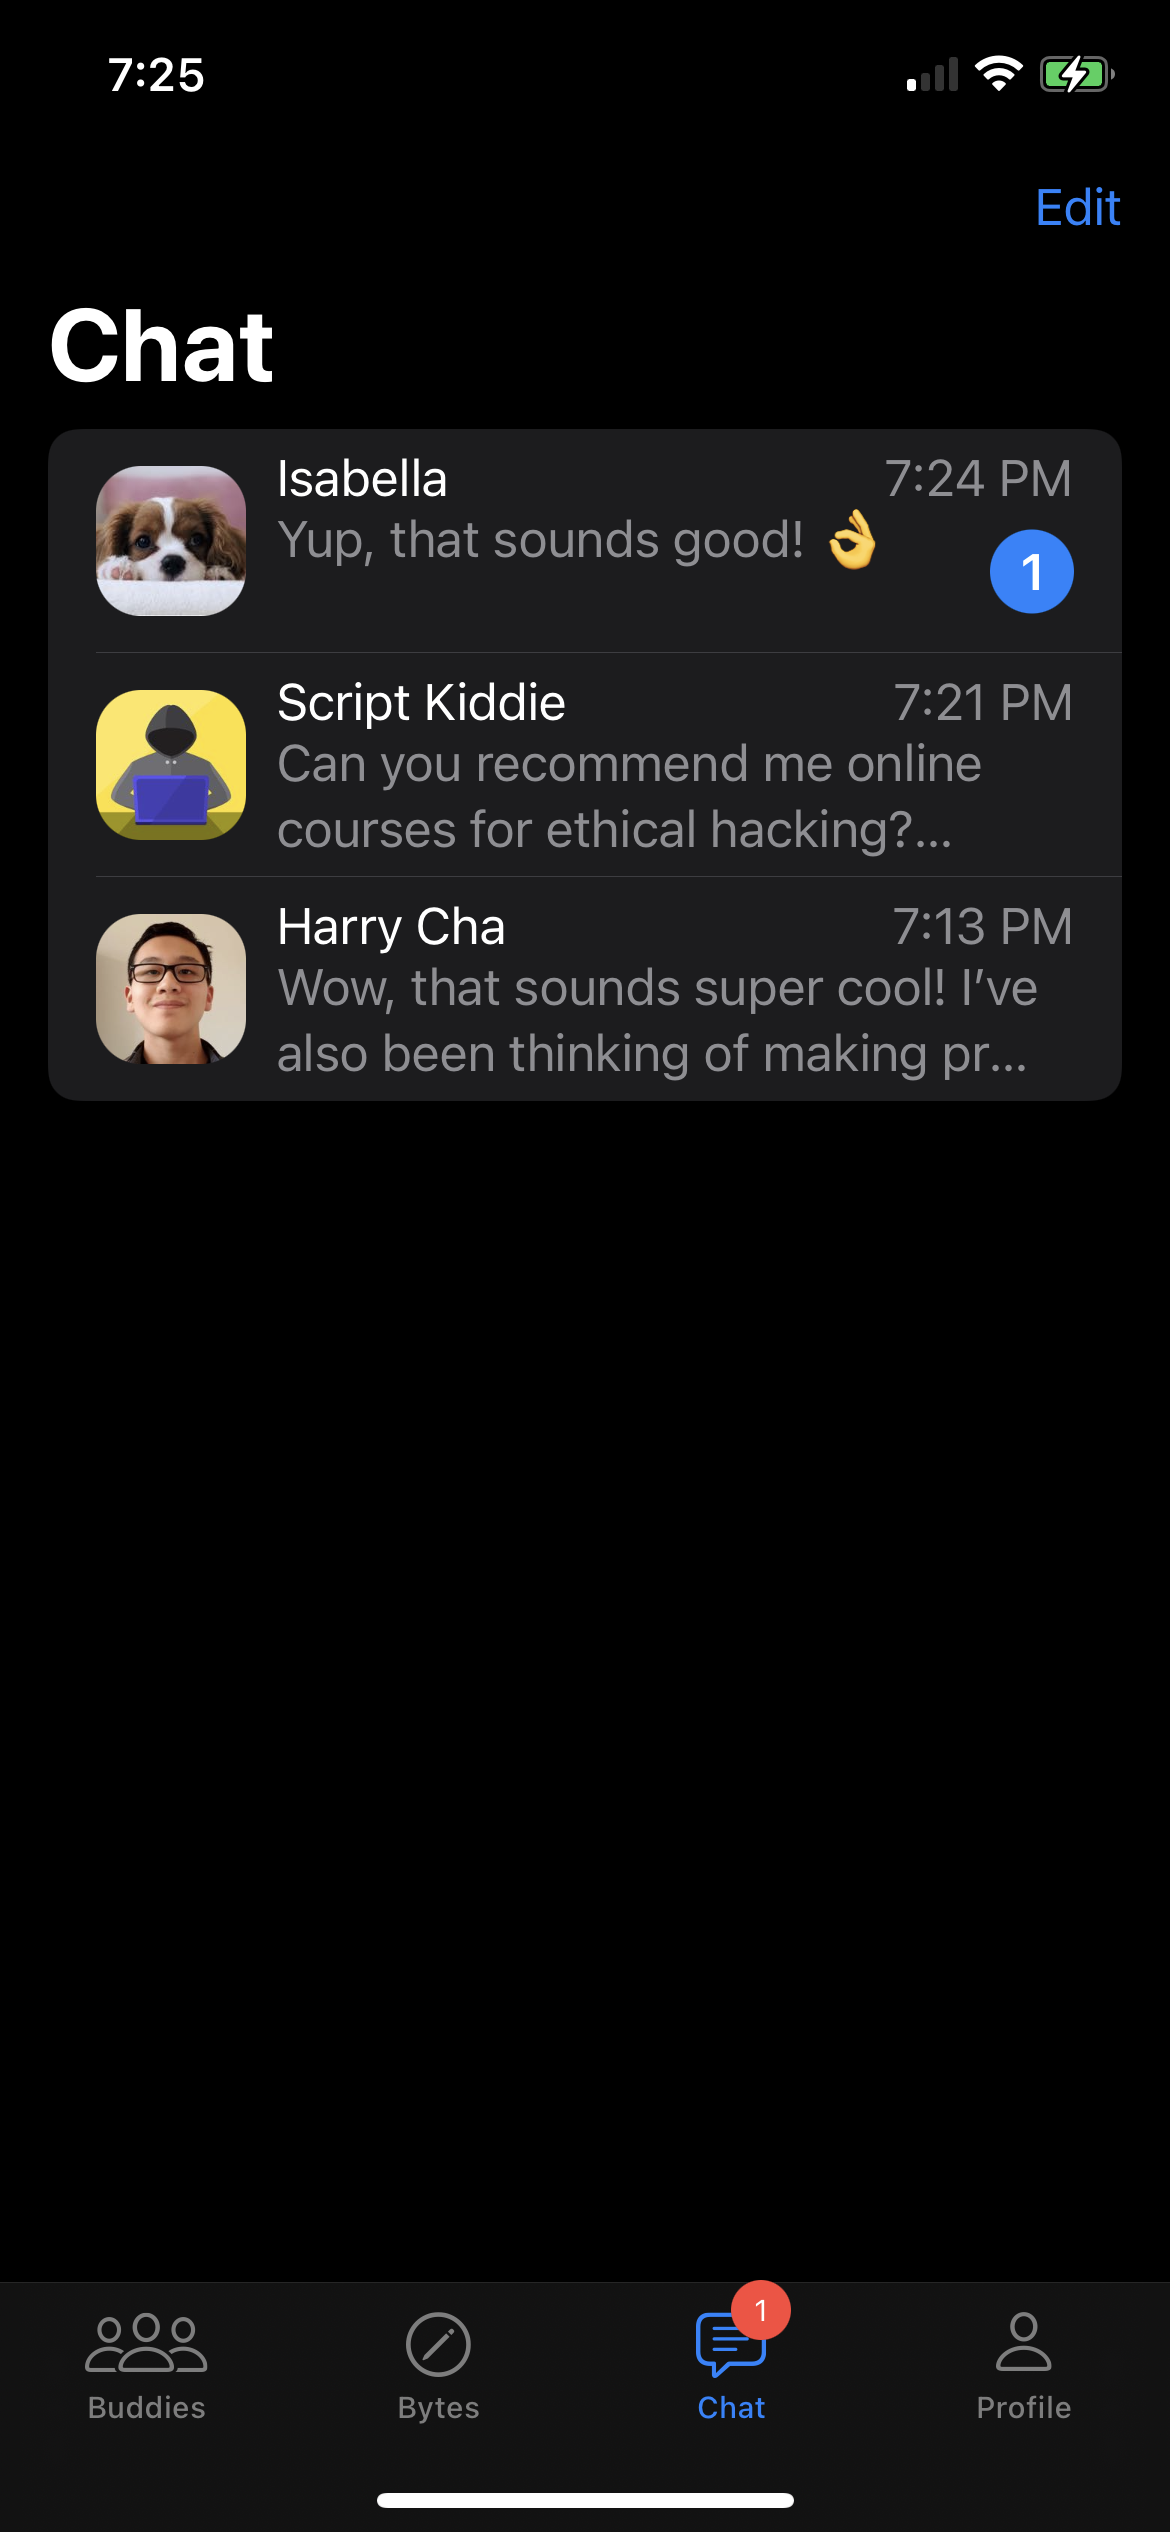 7:25
Edit
Chat
Isabella 7:24 PM
Yup, that sounds good! 👌
1
Script Kiddie 7:21 PM
Can you recommend me online
courses for ethical hacking?...
Harry Cha 7:13 PM
Wow, that sounds super cool! I’ve
also been thinking of making pr...
1
Buddies Bytes Chat Profile